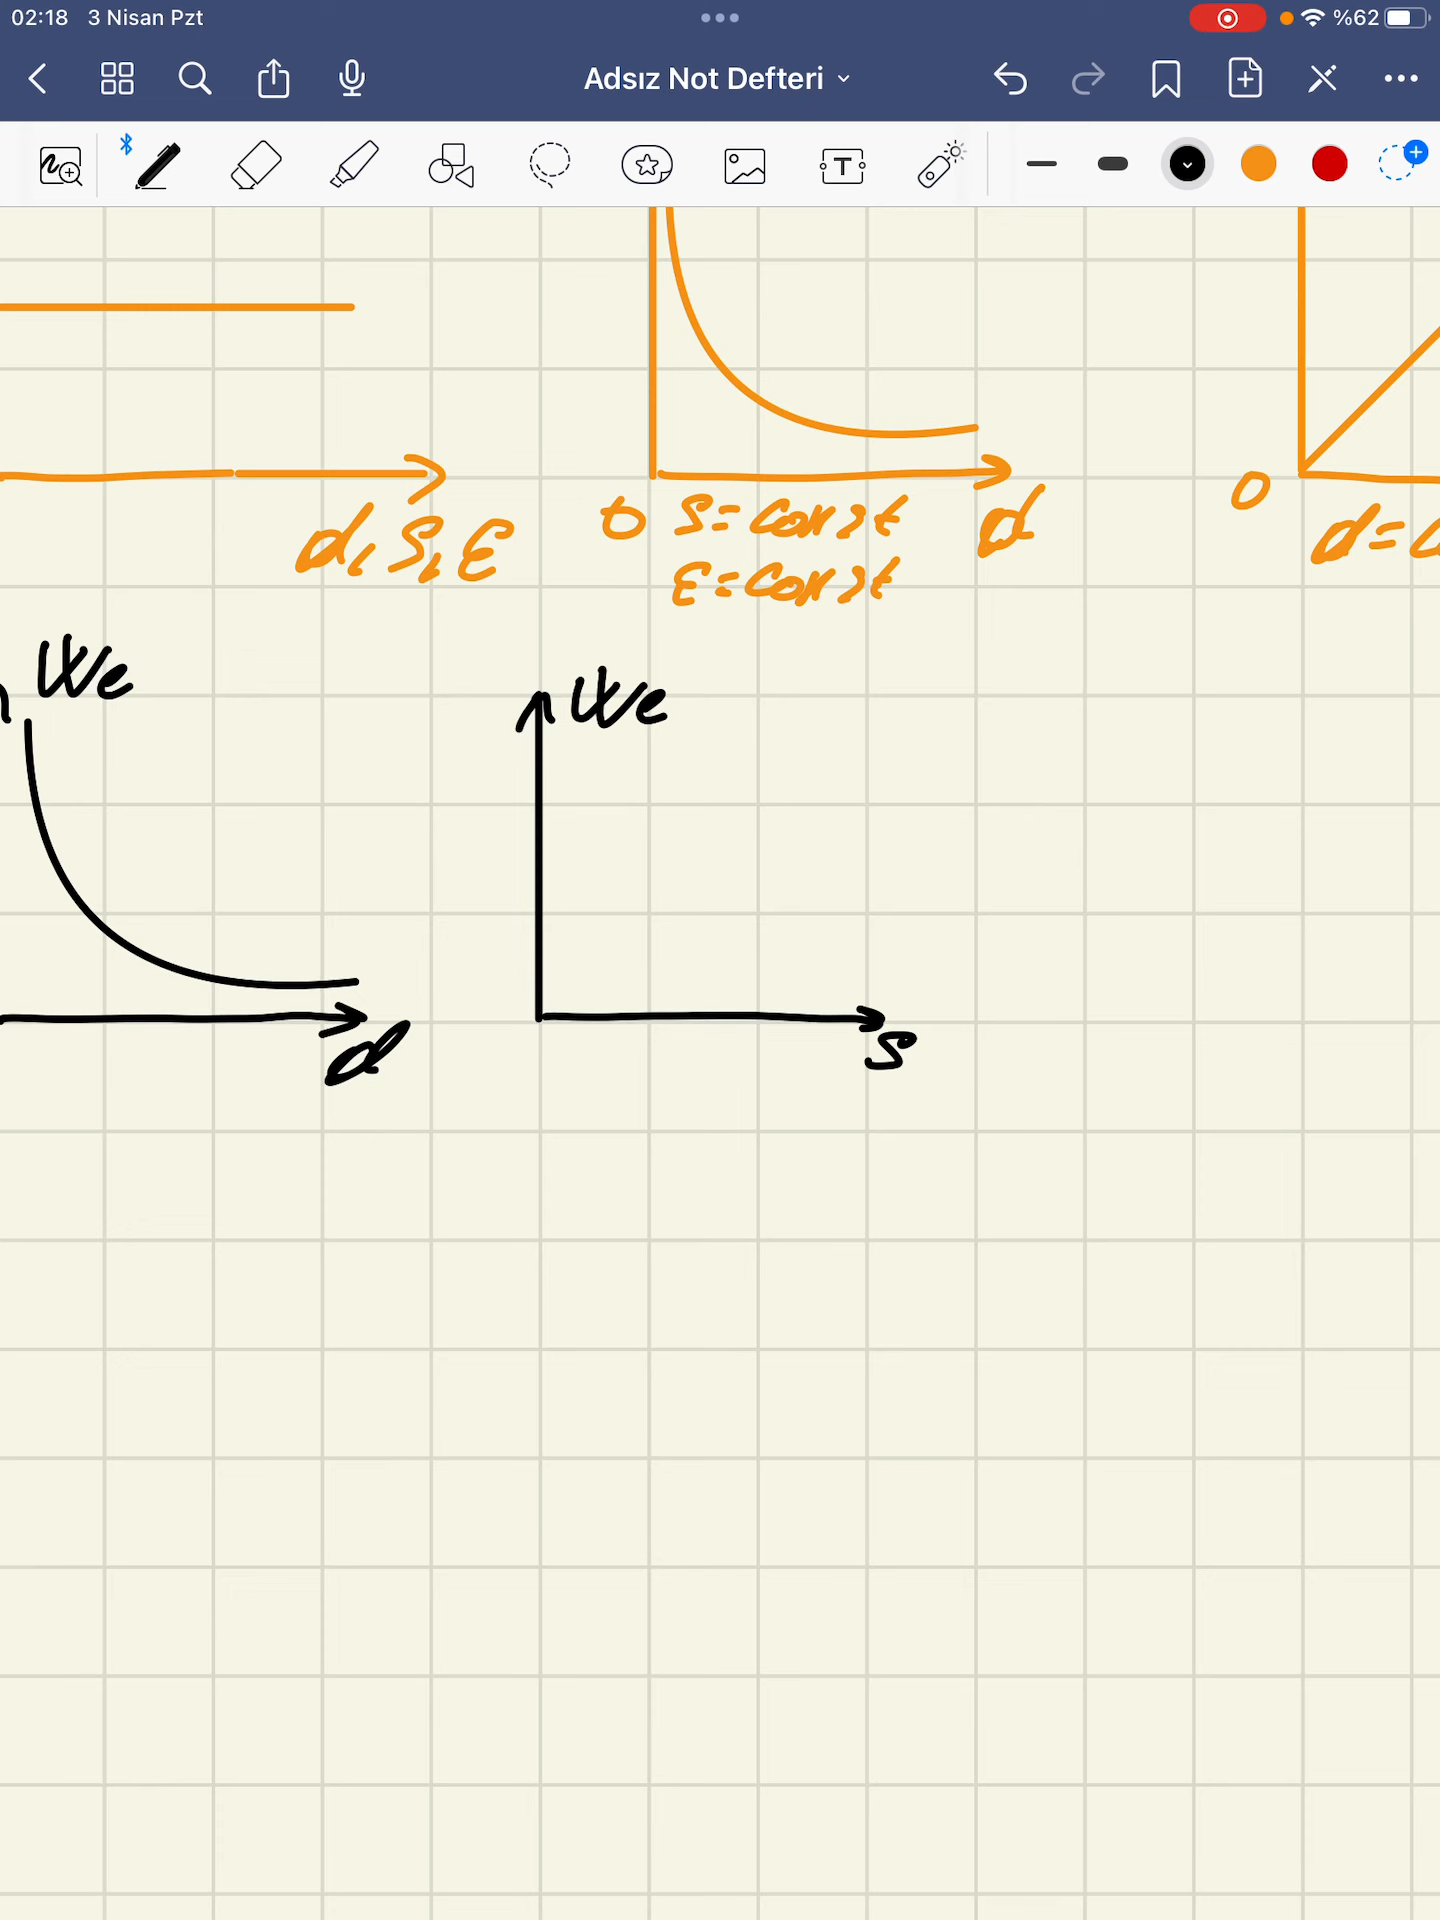 02:18 3 Nisan Pzt %62
Adsız Not Defteri
T
d, S, ε
0 S=const d
ε=const
0
d=
We
We
d
S